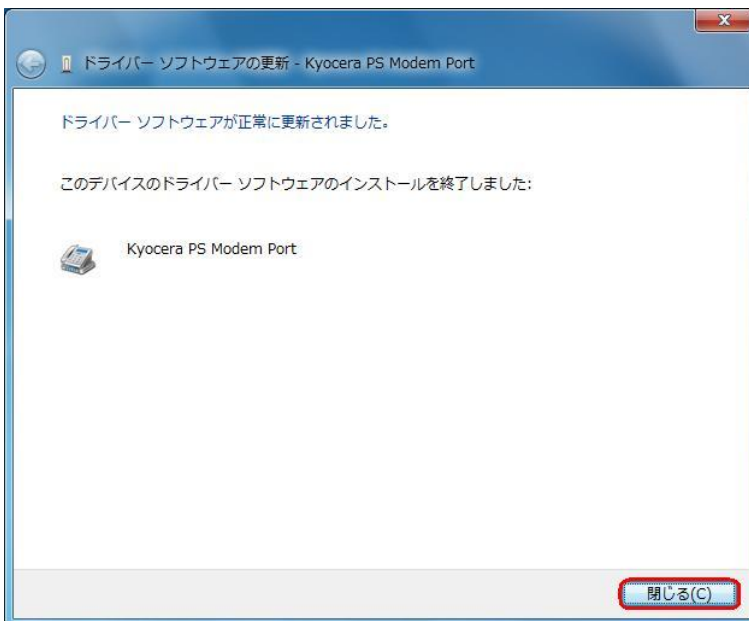 ドライバー ソフトウェアの更新 - Kyocera PS Modem Port
ドライバー ソフトウェアが正常に更新されました。
このデバイスのドライバー ソフトウェアのインストールを終了しました:
Kyocera PS Modem Port
閉じる(C)